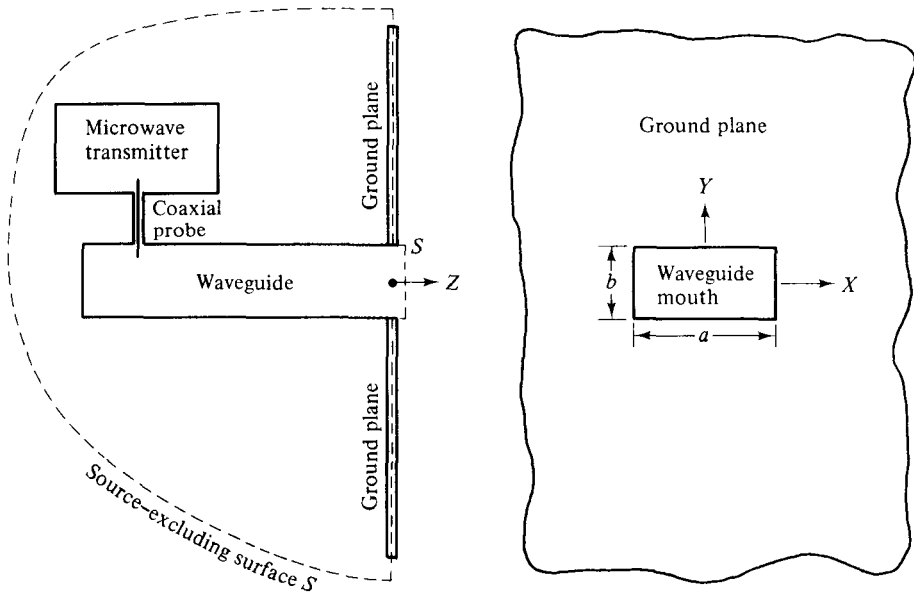 Microwave
transmitter
Coaxial
probe
Waveguide
Ground plane
Ground plane
S
Z
Source-excluding surface S
Ground plane
Y
Waveguide
mouth
X
b
a